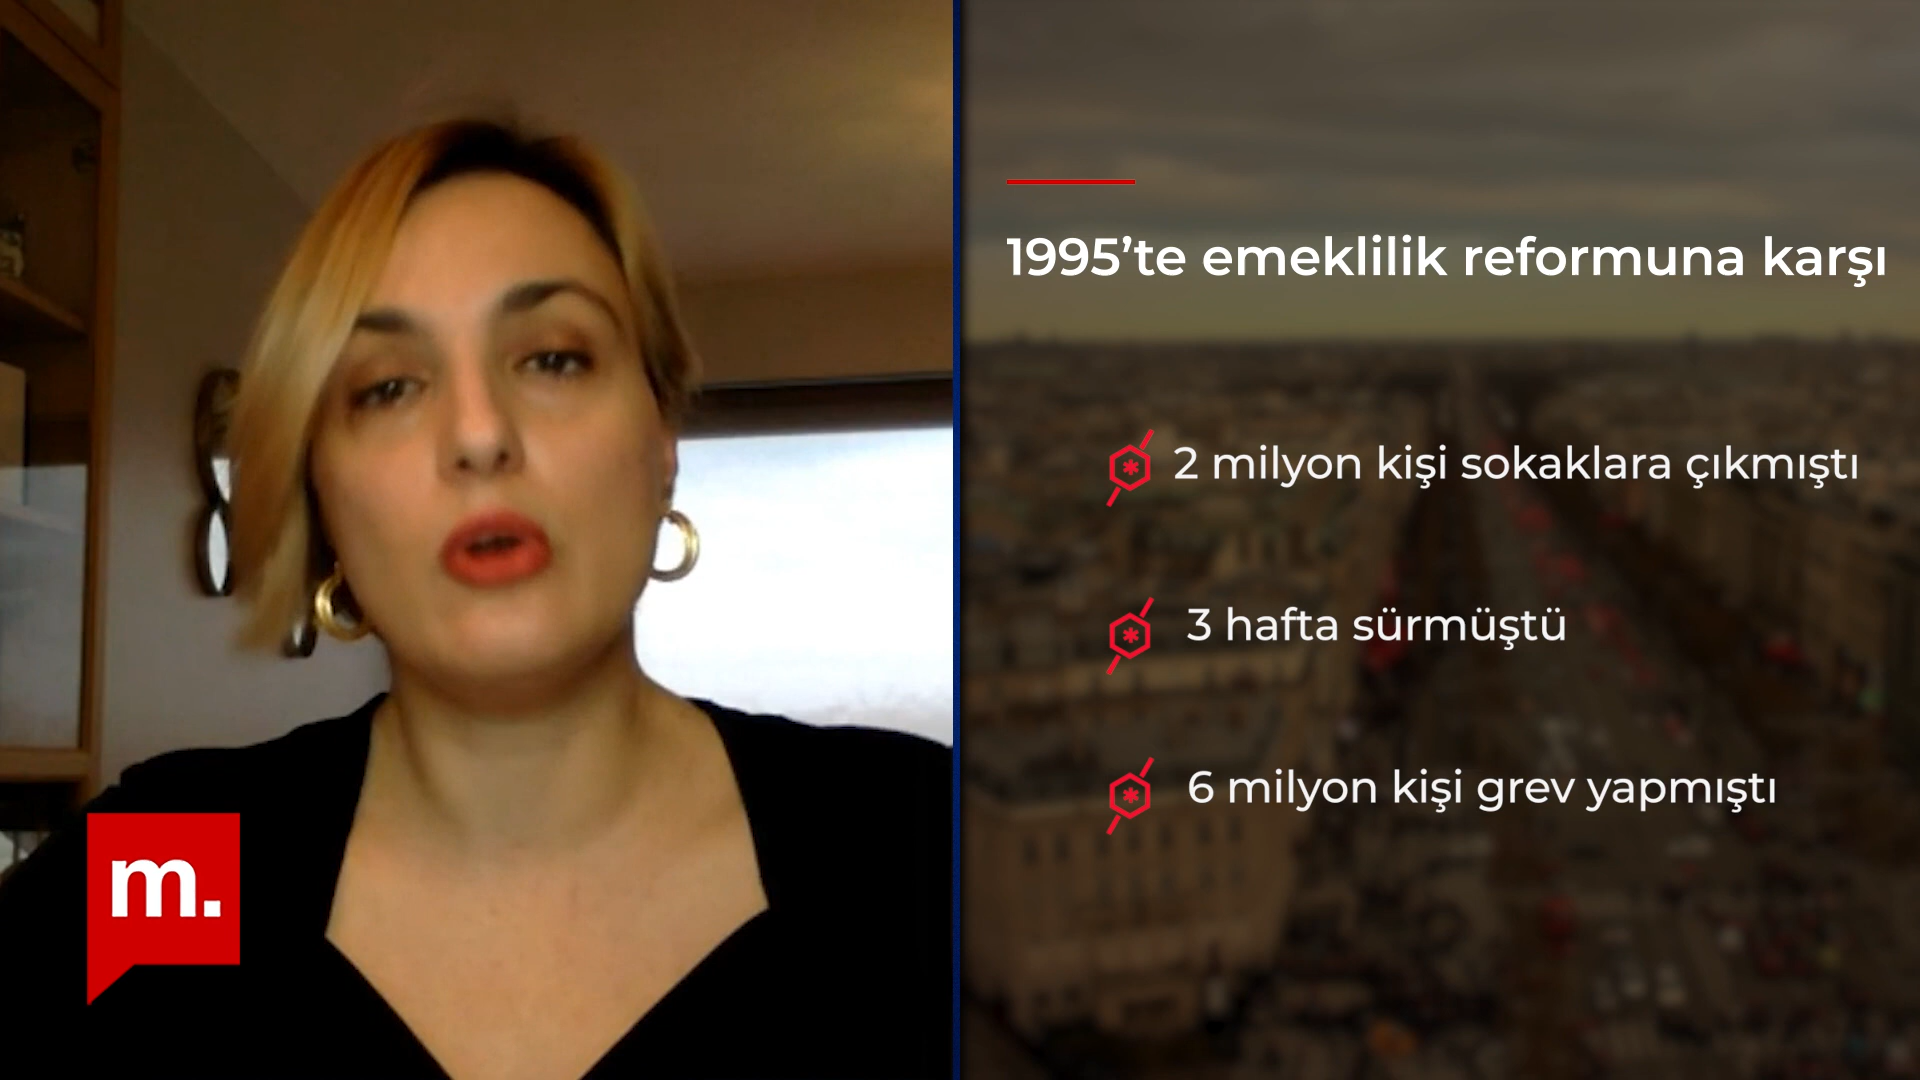 1995’te emeklilik reformuna karşı
2 milyon kişi sokaklara çıkmıştı
3 hafta sürmüştü
6 milyon kişi grev yapmıştı
m.